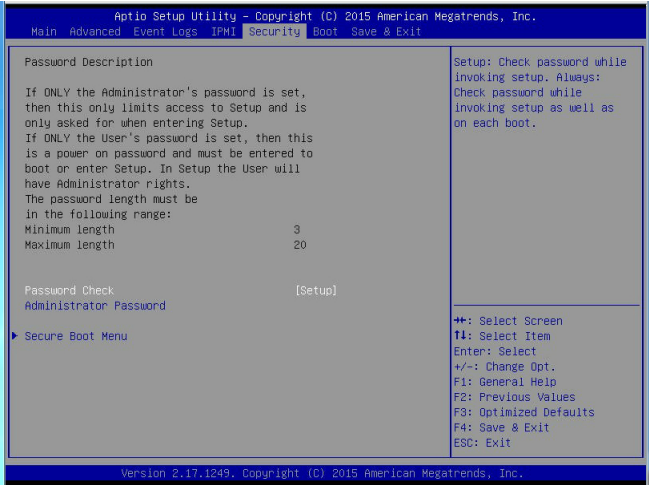 Aptio Setup Utility – Copyright (C) 2015 American Megatrends, Inc.
Main Advanced Event Logs IPMI Security Boot Save & Exit
Password Description
If ONLY the Administrator's password is set,
then this only limits access to Setup and is
only asked for when entering Setup.
If ONLY the User's password is set, then this
is a power on password and must be entered to
boot or enter Setup. In Setup the User will
have Administrator rights.
The password length must be
in the following range:
Minimum length 3
Maximum length 20
Password Check [Setup]
Administrator Password
▶ Secure Boot Menu
Setup: Check password while
invoking setup. Always:
Check password while
invoking setup as well as
on each boot.
→←: Select Screen
↑↓: Select Item
Enter: Select
+/-: Change Opt.
F1: General Help
F2: Previous Values
F3: Optimized Defaults
F4: Save & Exit
ESC: Exit
Version 2.17.1249. Copyright (C) 2015 American Megatrends, Inc.